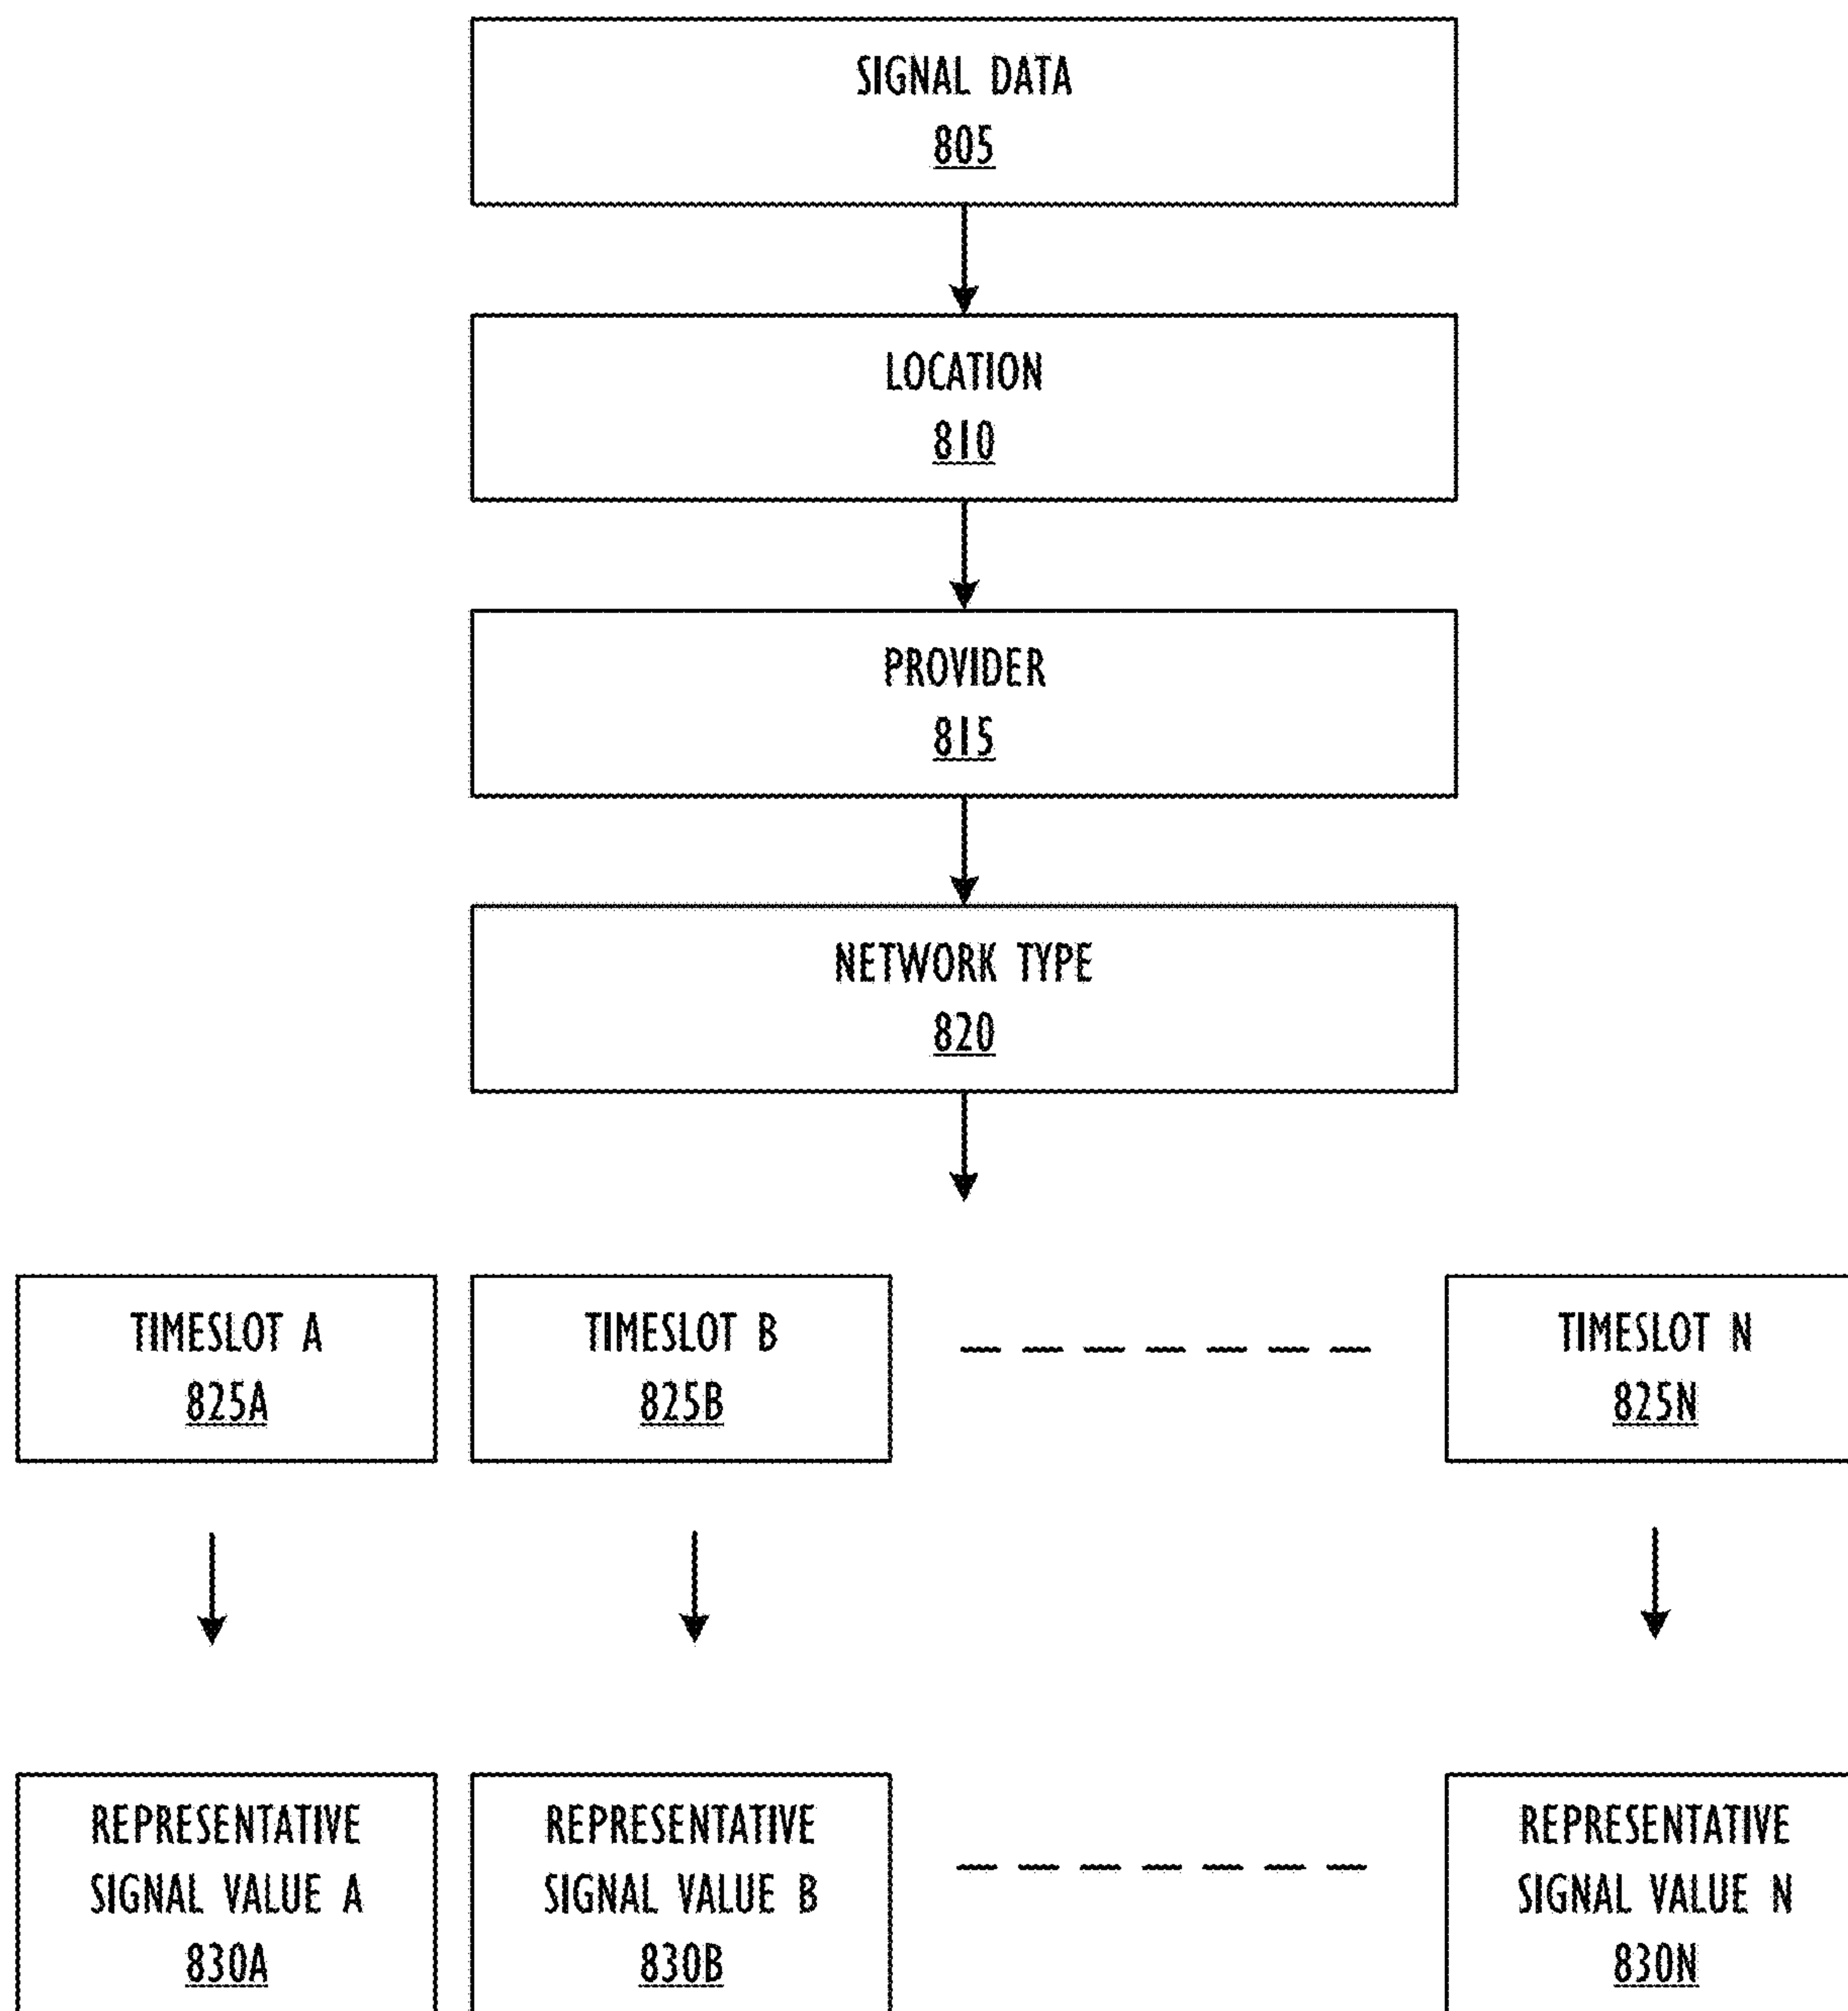 SIGNAL DATA
805
LOCATION
810
PROVIDER
815
NETWORK TYPE
820
TIMESLOT A
825A
TIMESLOT B
825B
TIMESLOT N
825N
REPRESENTATIVE
SIGNAL VALUE A
830A
REPRESENTATIVE
SIGNAL VALUE B
830B
REPRESENTATIVE
SIGNAL VALUE N
830N